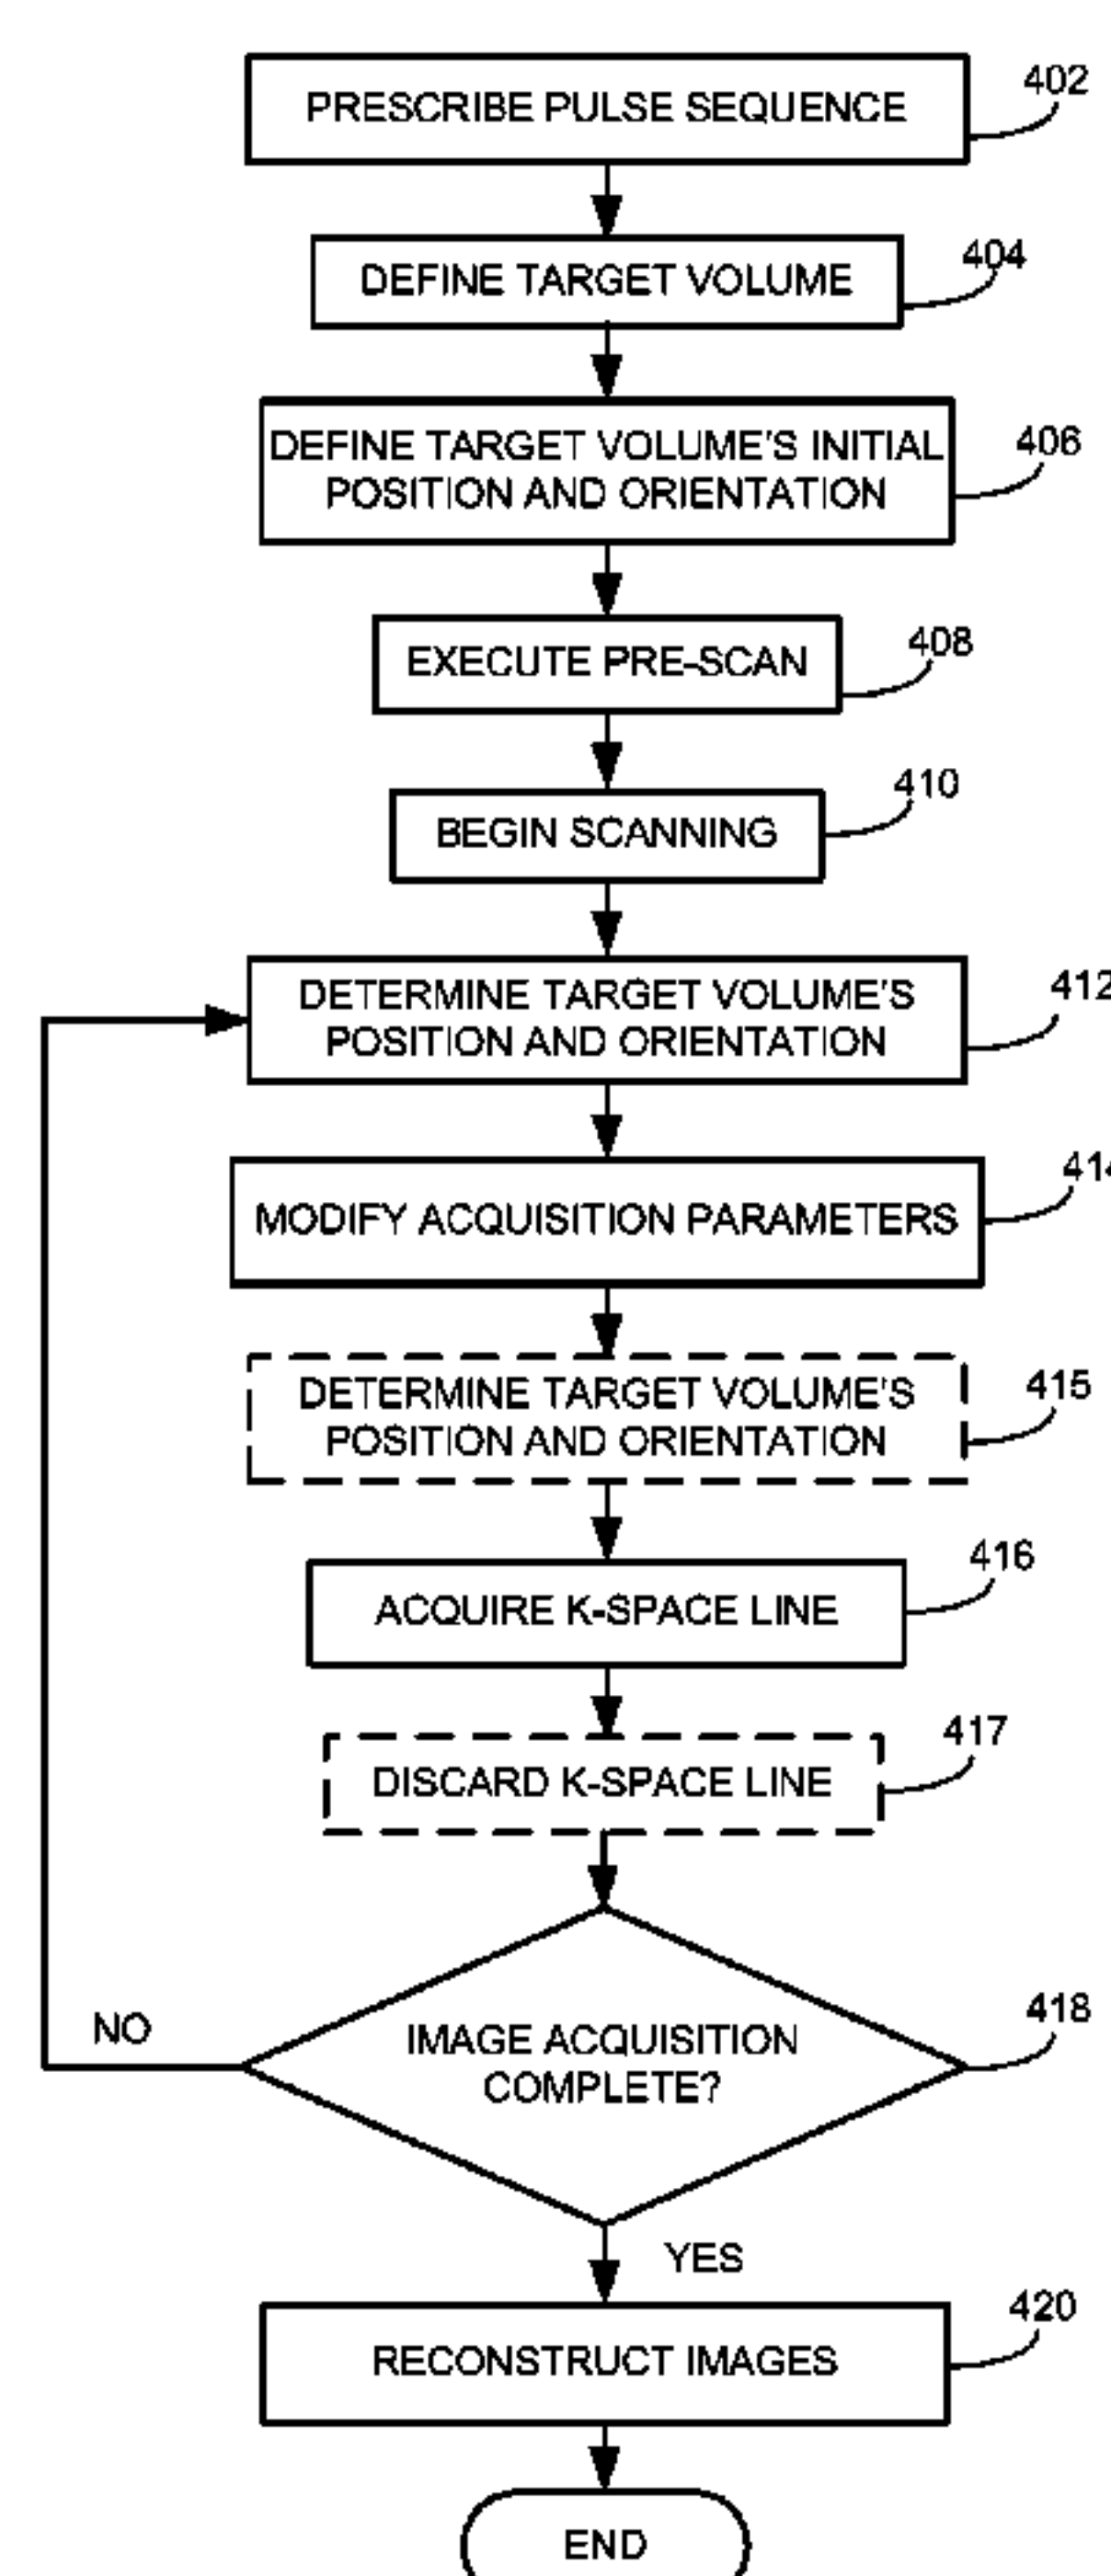 PRESCRIBE PULSE SEQUENCE
402
DEFINE TARGET VOLUME
404
DEFINE TARGET VOLUME'S INITIAL
POSITION AND ORIENTATION
406
EXECUTE PRE-SCAN
408
BEGIN SCANNING
410
DETERMINE TARGET VOLUME'S
POSITION AND ORIENTATION
412
MODIFY ACQUISITION PARAMETERS
414
DETERMINE TARGET VOLUME'S
POSITION AND ORIENTATION
415
ACQUIRE K-SPACE LINE
416
DISCARD K-SPACE LINE
417
IMAGE ACQUISITION
COMPLETE?
418
NO
YES
RECONSTRUCT IMAGES
420
END